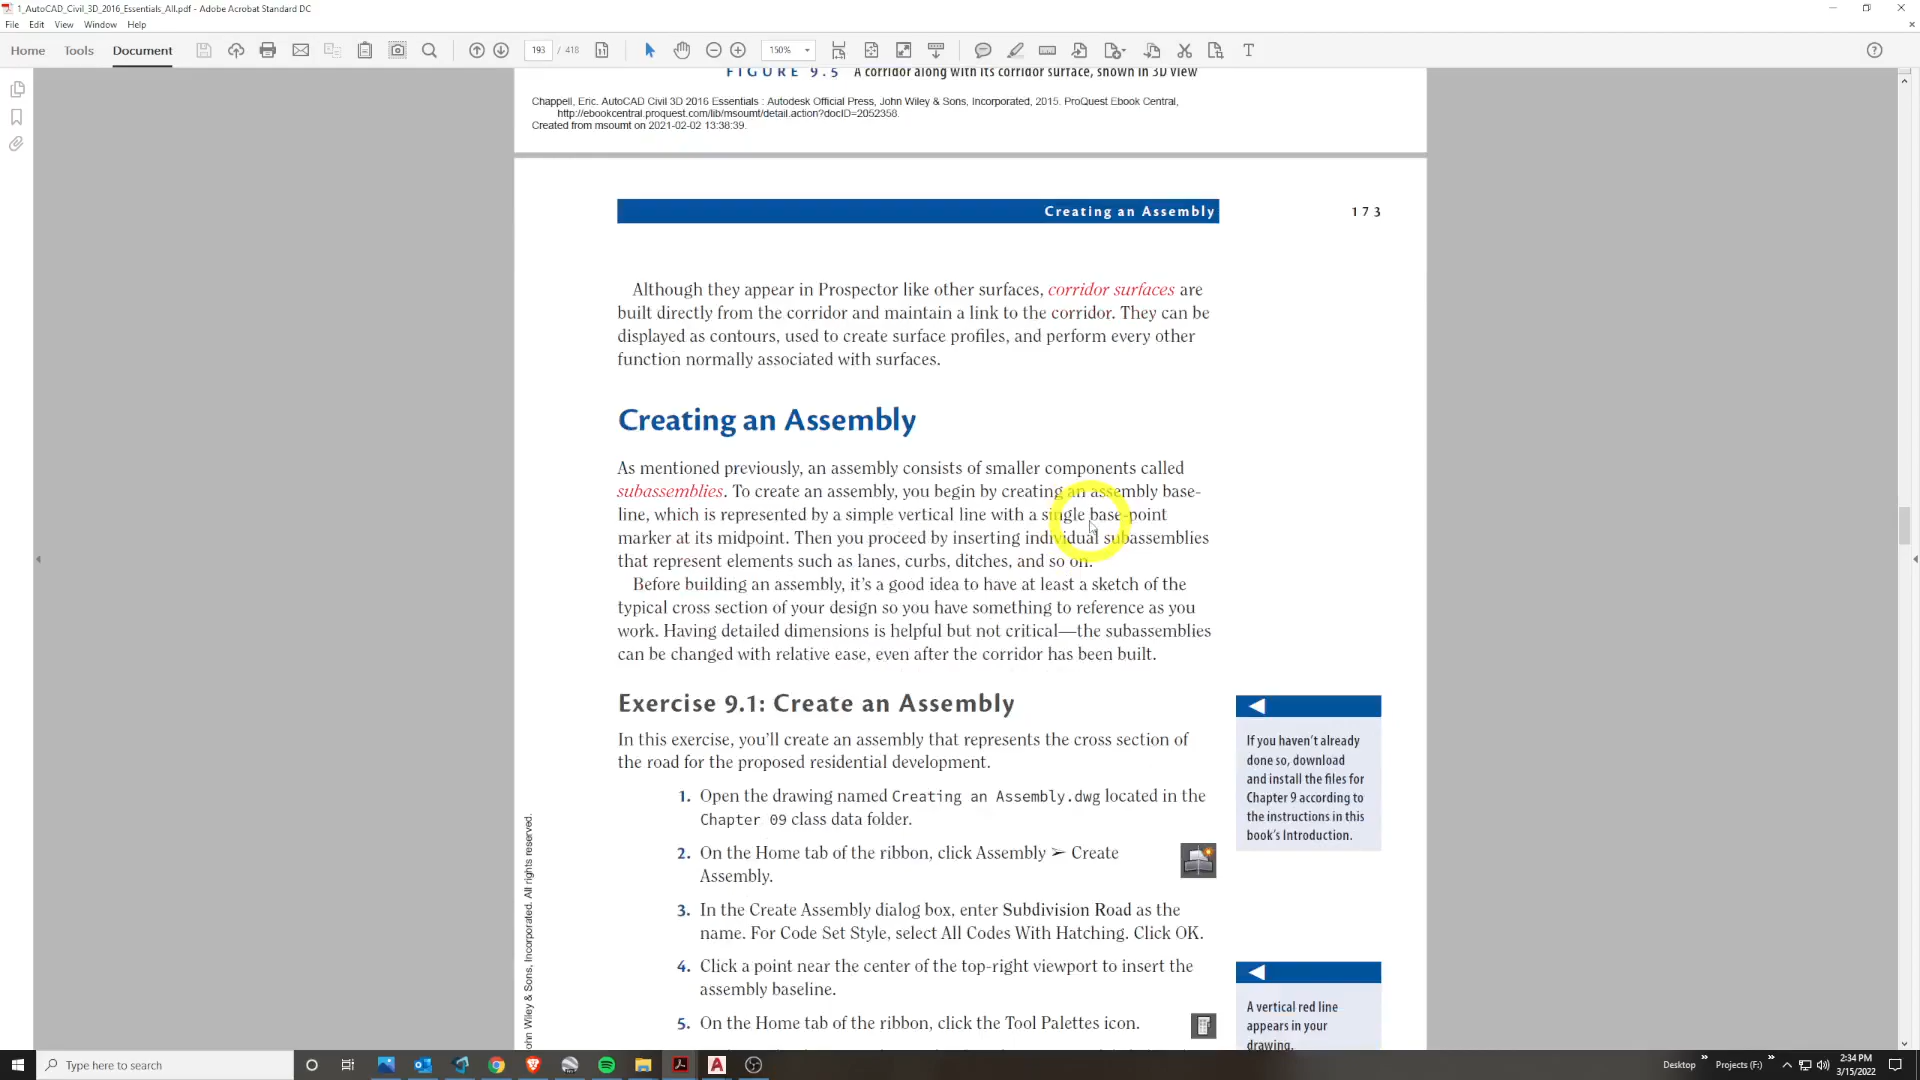 1_AutoCAD_Civil_3D_2016_Essentials_All.pdf - Adobe Acrobat Standard DC
File Edit View Window Help
Home Tools Document 193 / 418 150%
FIGURE 9.5 A corridor along with its corridor surface, shown in 3D view
Chappell, Eric. AutoCAD Civil 3D 2016 Essentials : Autodesk Official Press, John Wiley & Sons, Incorporated, 2015. ProQuest Ebook Central,
http://ebookcentral.proquest.com/lib/msoumt/detail.action?docID=2052358.
Created from msoumt on 2021-02-02 13:38:39.
Creating an Assembly 173
Although they appear in Prospector like other surfaces, corridor surfaces are
built directly from the corridor and maintain a link to the corridor. They can be
displayed as contours, used to create surface profiles, and perform every other
function normally associated with surfaces.
Creating an Assembly
As mentioned previously, an assembly consists of smaller components called
subassemblies. To create an assembly, you begin by creating an assembly base-
line, which is represented by a simple vertical line with a single base-point
marker at its midpoint. Then you proceed by inserting individual subassemblies
that represent elements such as lanes, curbs, ditches, and so on.
Before building an assembly, it's a good idea to have at least a sketch of the
typical cross section of your design so you have something to reference as you
work. Having detailed dimensions is helpful but not critical—the subassemblies
can be changed with relative ease, even after the corridor has been built.
Exercise 9.1: Create an Assembly
In this exercise, you'll create an assembly that represents the cross section of
the road for the proposed residential development.
1. Open the drawing named Creating an Assembly.dwg located in the
Chapter 09 class data folder.
2. On the Home tab of the ribbon, click Assembly ➢ Create
Assembly.
3. In the Create Assembly dialog box, enter Subdivision Road as the
name. For Code Set Style, select All Codes With Hatching. Click OK.
4. Click a point near the center of the top-right viewport to insert the
assembly baseline.
5. On the Home tab of the ribbon, click the Tool Palettes icon.
If you haven't already
done so, download
and install the files for
Chapter 9 according to
the instructions in this
book's Introduction.
A vertical red line
appears in your
drawing.
ohn Wiley & Sons, Incorporated. All rights reserved.
Type here to search
Desktop Projects (F:)
2:34 PM
3/15/2022